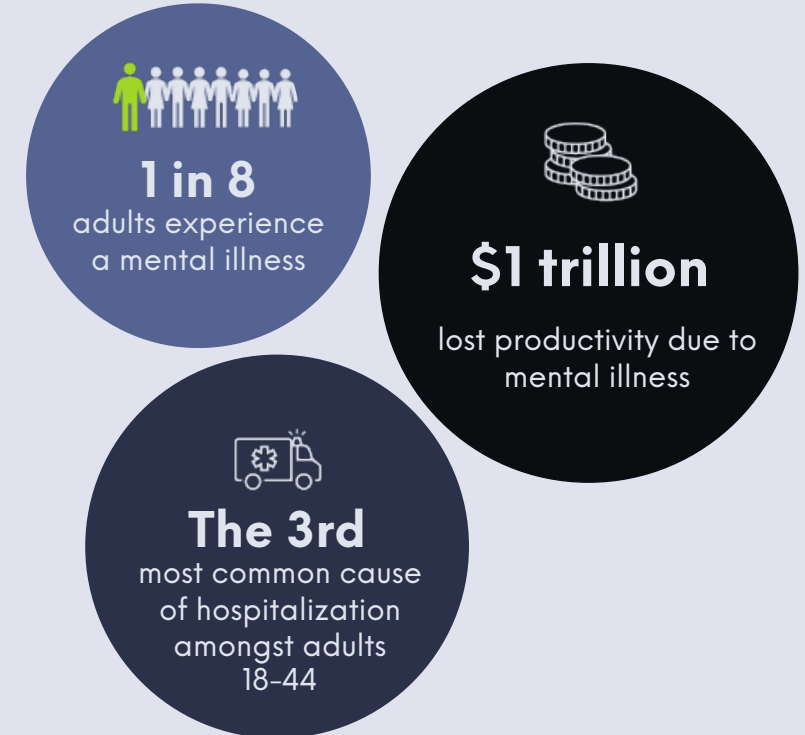 1 in 8
adults experience
a mental illness
$1 trillion
lost productivity due to
mental illness
The 3rd
most common cause
of hospitalization
amongst adults
18-44